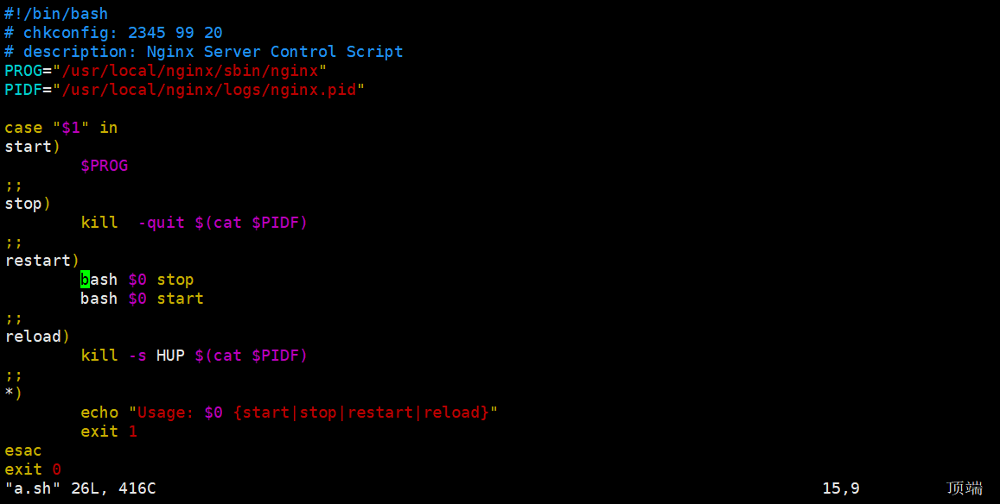 #!/bin/bash
# chkconfig: 2345 99 20
# description: Nginx Server Control Script
PROG="/usr/local/nginx/sbin/nginx"
PIDF="/usr/local/nginx/logs/nginx.pid"

case "$1" in
start)
        $PROG
;;
stop)
        kill  -quit $(cat $PIDF)
;;
restart)
        bash $0 stop
        bash $0 start
;;
reload)
        kill -s HUP $(cat $PIDF)
;;
*)
        echo "Usage: $0 {start|stop|restart|reload}"
        exit 1
esac
exit 0
"a.sh" 26L, 416C 15,9 顶端